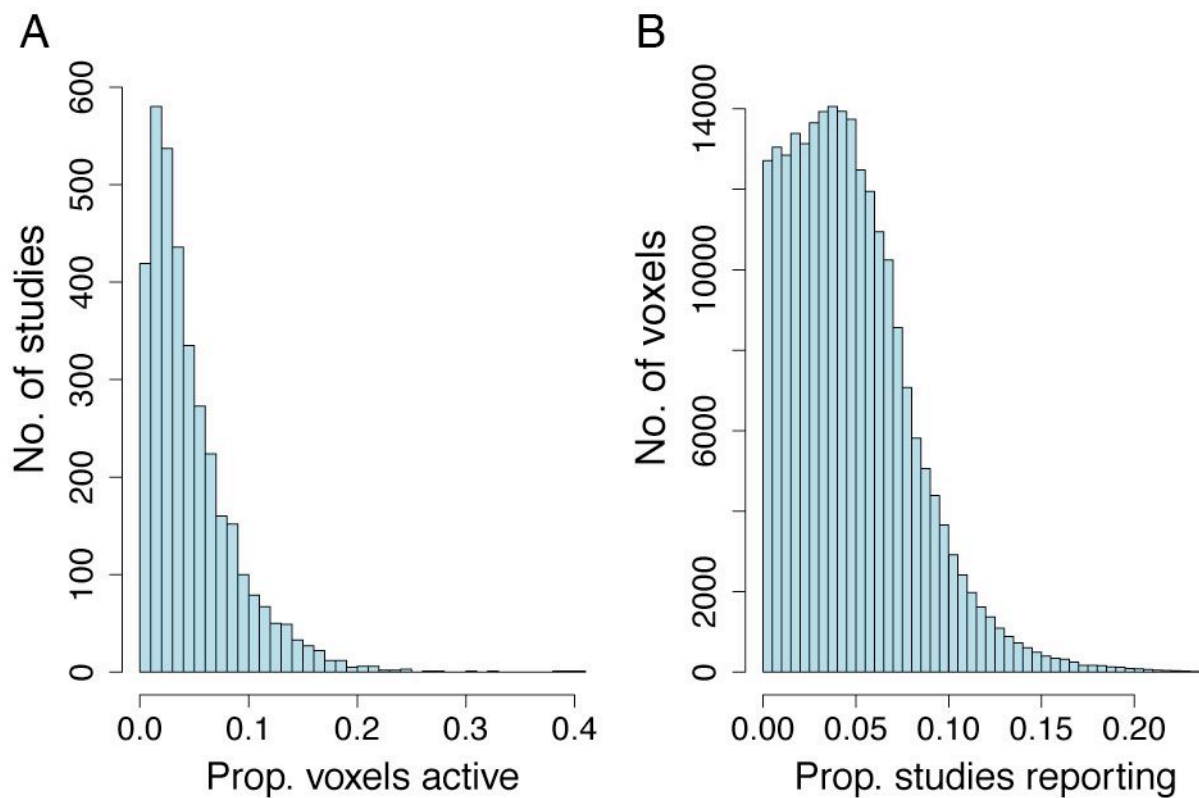 A
No. of studies
600
500
400
300
200
100
0
0.0 0.1 0.2 0.3 0.4
Prop. voxels active
B
No. of voxels
14000
10000
6000
2000
0
0.00 0.05 0.10 0.15 0.20
Prop. studies reporting